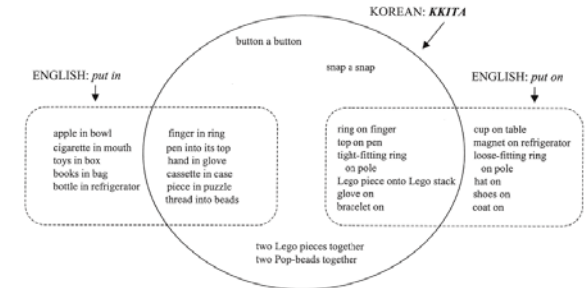 KOREAN: KKITA
button a button
snap a snap
ENGLISH: put in
ENGLISH: put on
apple in bowl
cigarette in mouth
toys in box
books in bag
bottle in refrigerator
finger in ring
pen into its top
hand in glove
cassette in case
piece in puzzle
thread into beads
ring on finger
top on pen
tight-fitting ring
on pole
Lego piece onto Lego stack
glove on
bracelet on
cup on table
magnet on refrigerator
loose-fitting ring
on pole
hat on
shoes on
coat on
two Lego pieces together
two Pop-beads together